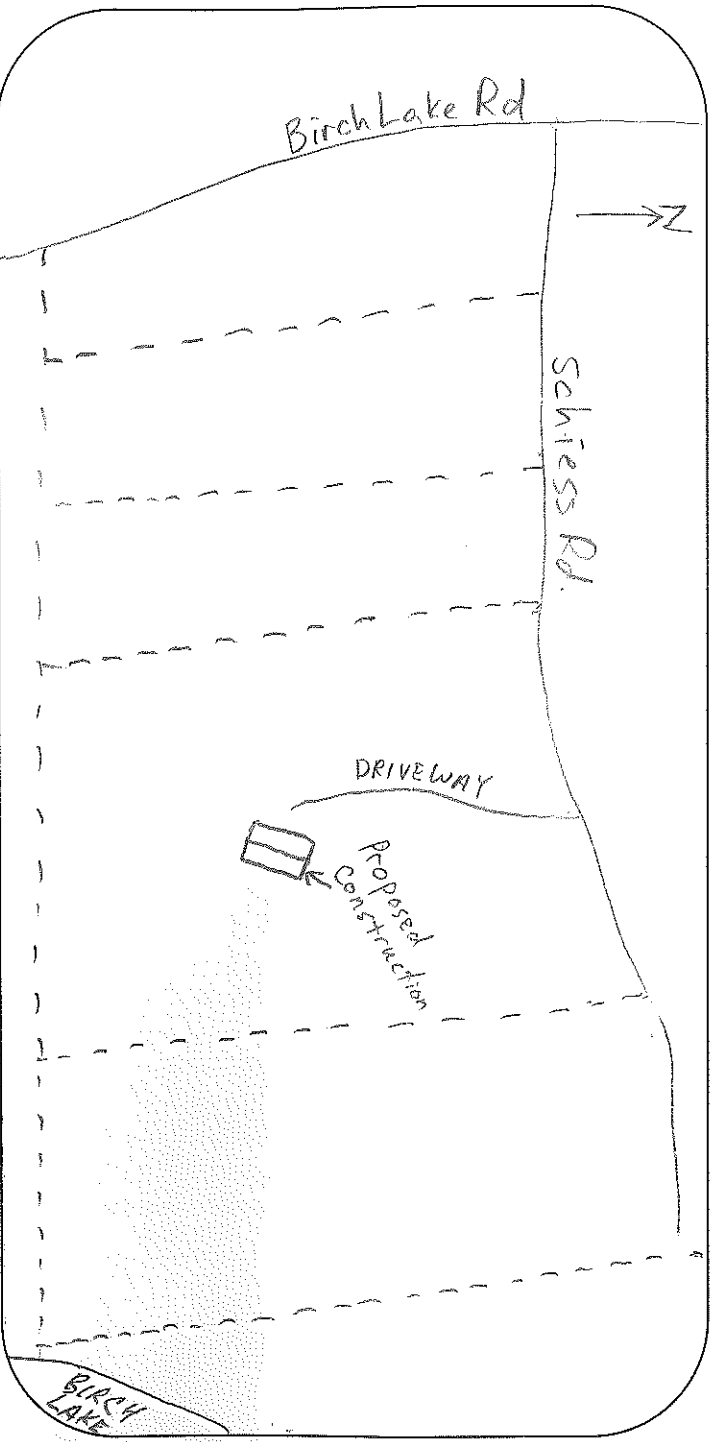 Birch Lake Rd
N
Schiess Rd.
DRIVEWAY
Proposed
Construction
BIRCH
LAKE